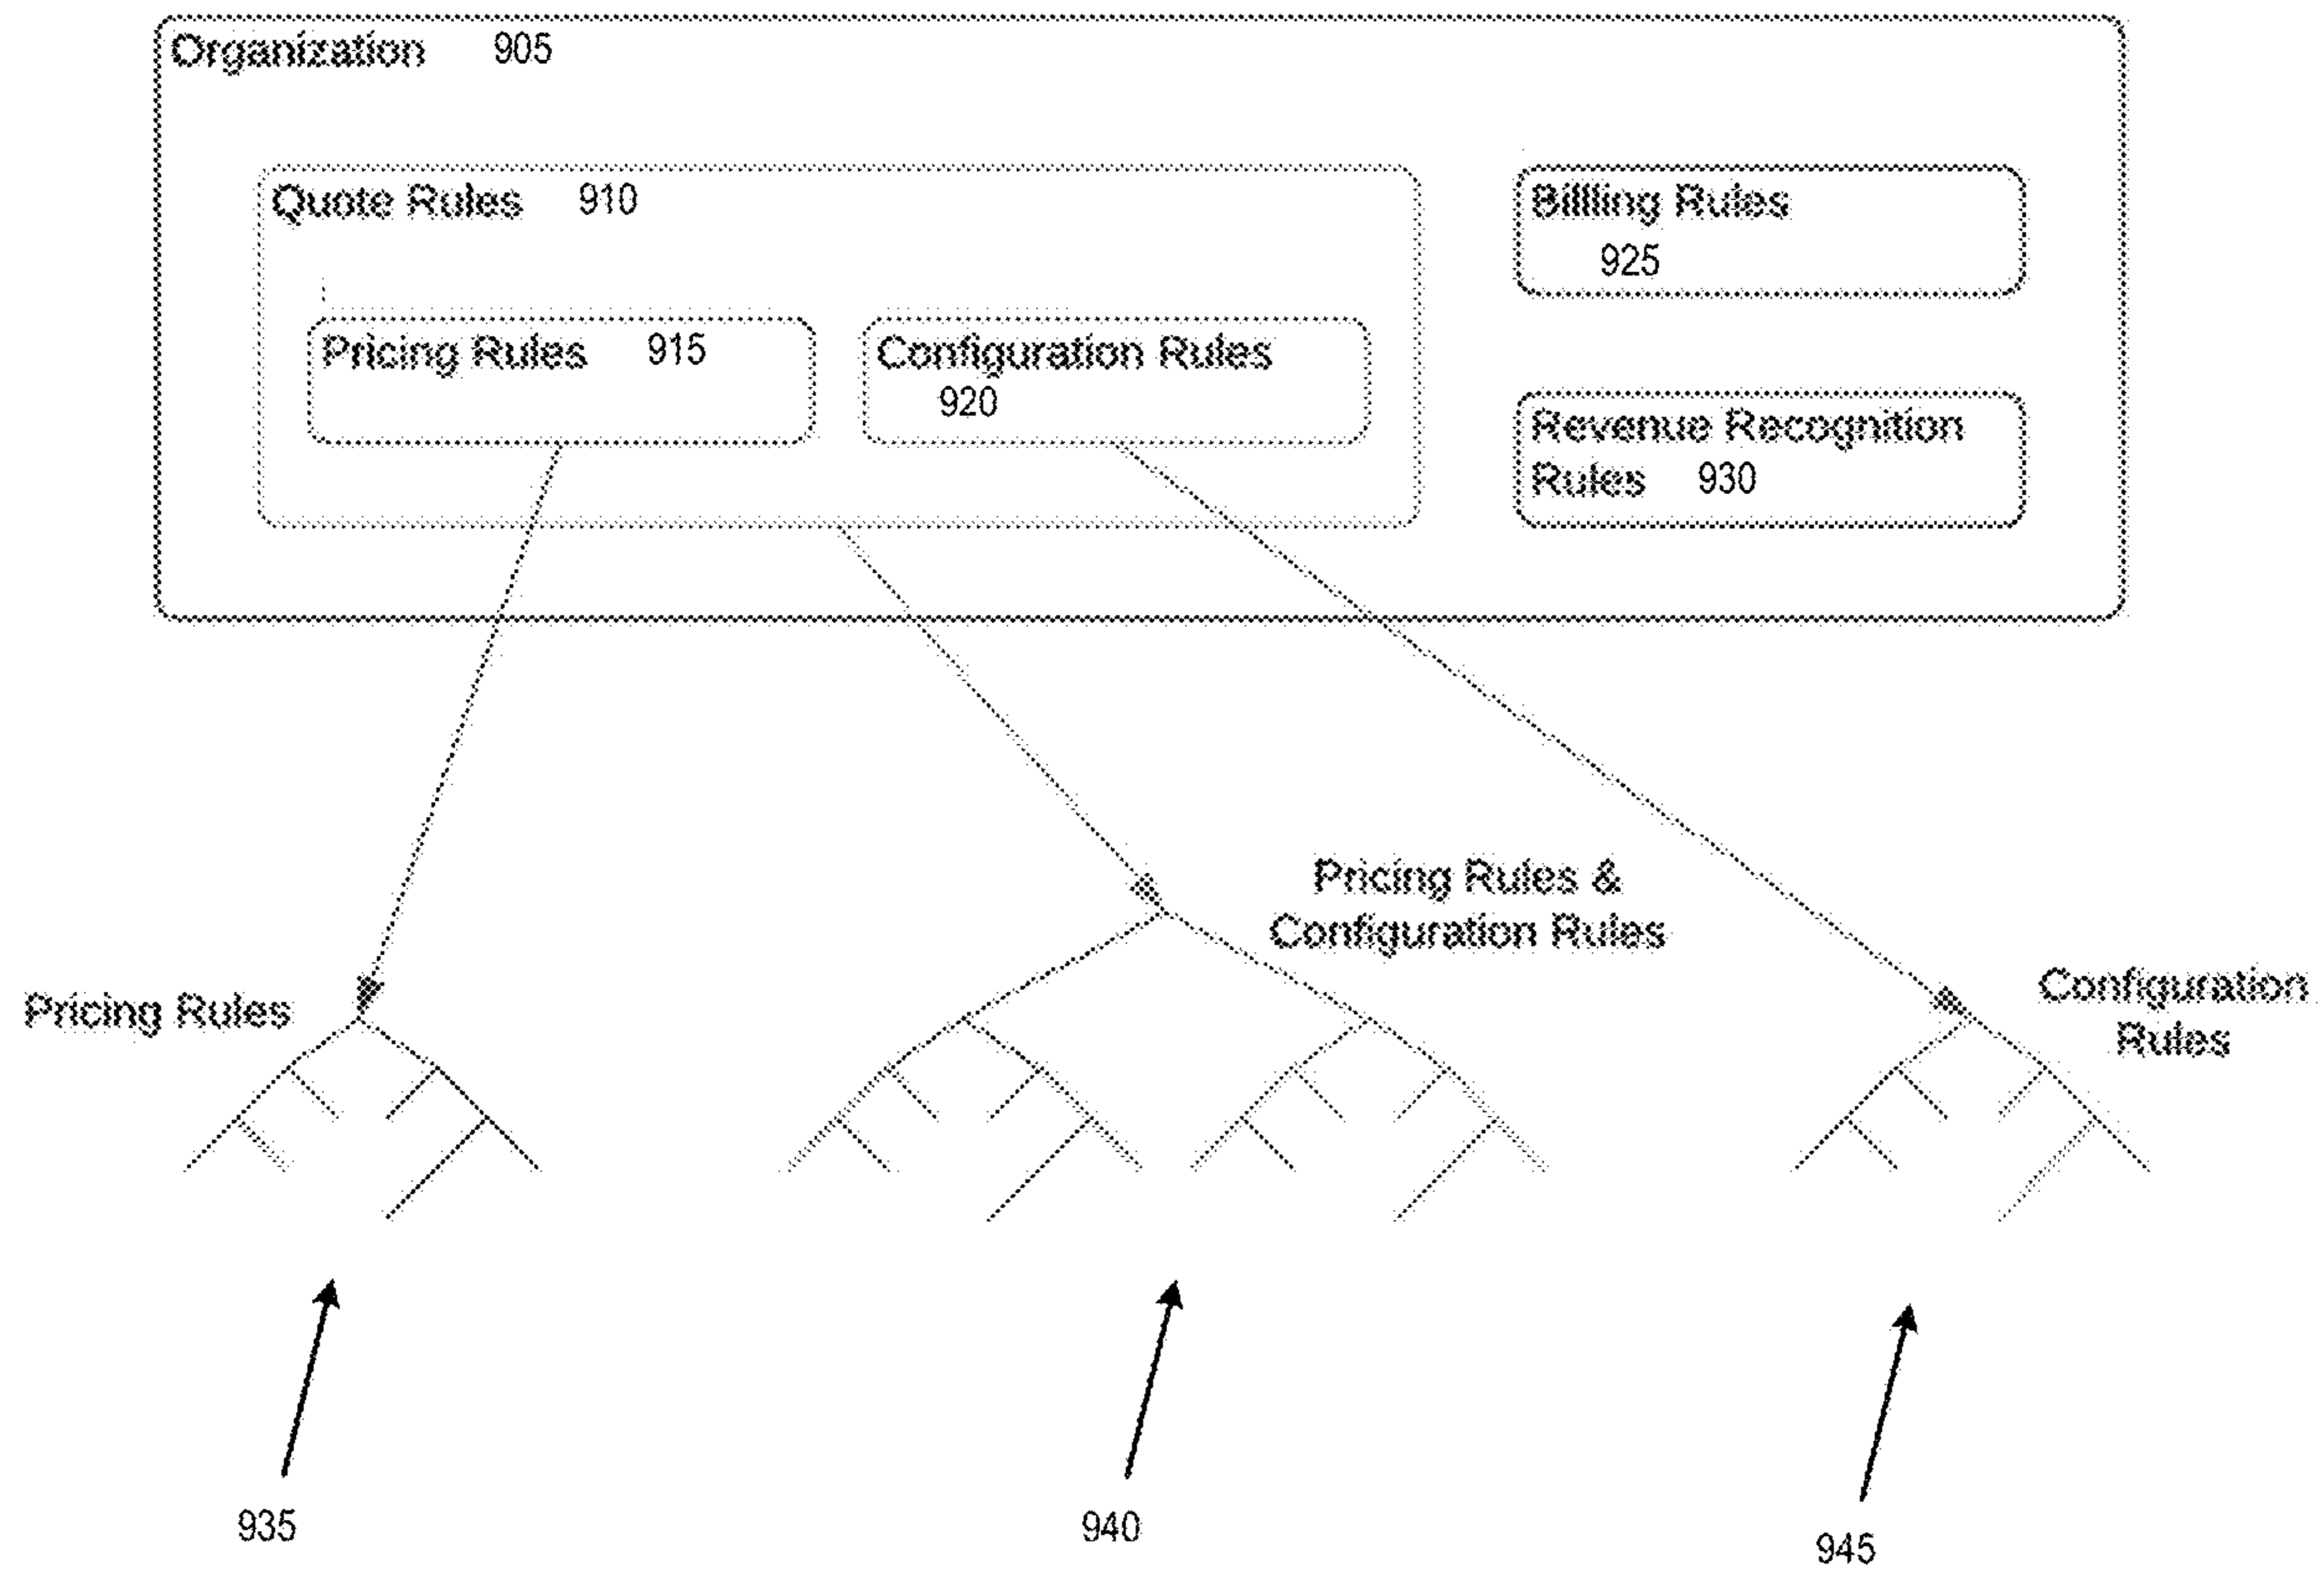 Organization 905
Quote Rules 910
Billling Rules
925
Pricing Rules 915
Configuration Rules
920
Revenue Recognition
Rules 930
Pricing Rules &
Configuration Rules
Pricing Rules
Configuration
Rules
935
940
945